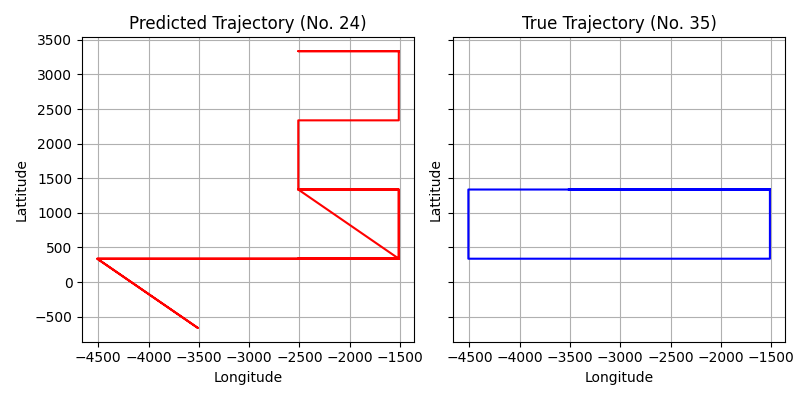 Predicted Trajectory (No. 24)
True Trajectory (No. 35)
3500
3000
2500
2000
1500
1000
500
0
−500
Lattitude
−4500 −4000 −3500 −3000 −2500 −2000 −1500
Longitude
Lattitude
−4500 −4000 −3500 −3000 −2500 −2000 −1500
Longitude